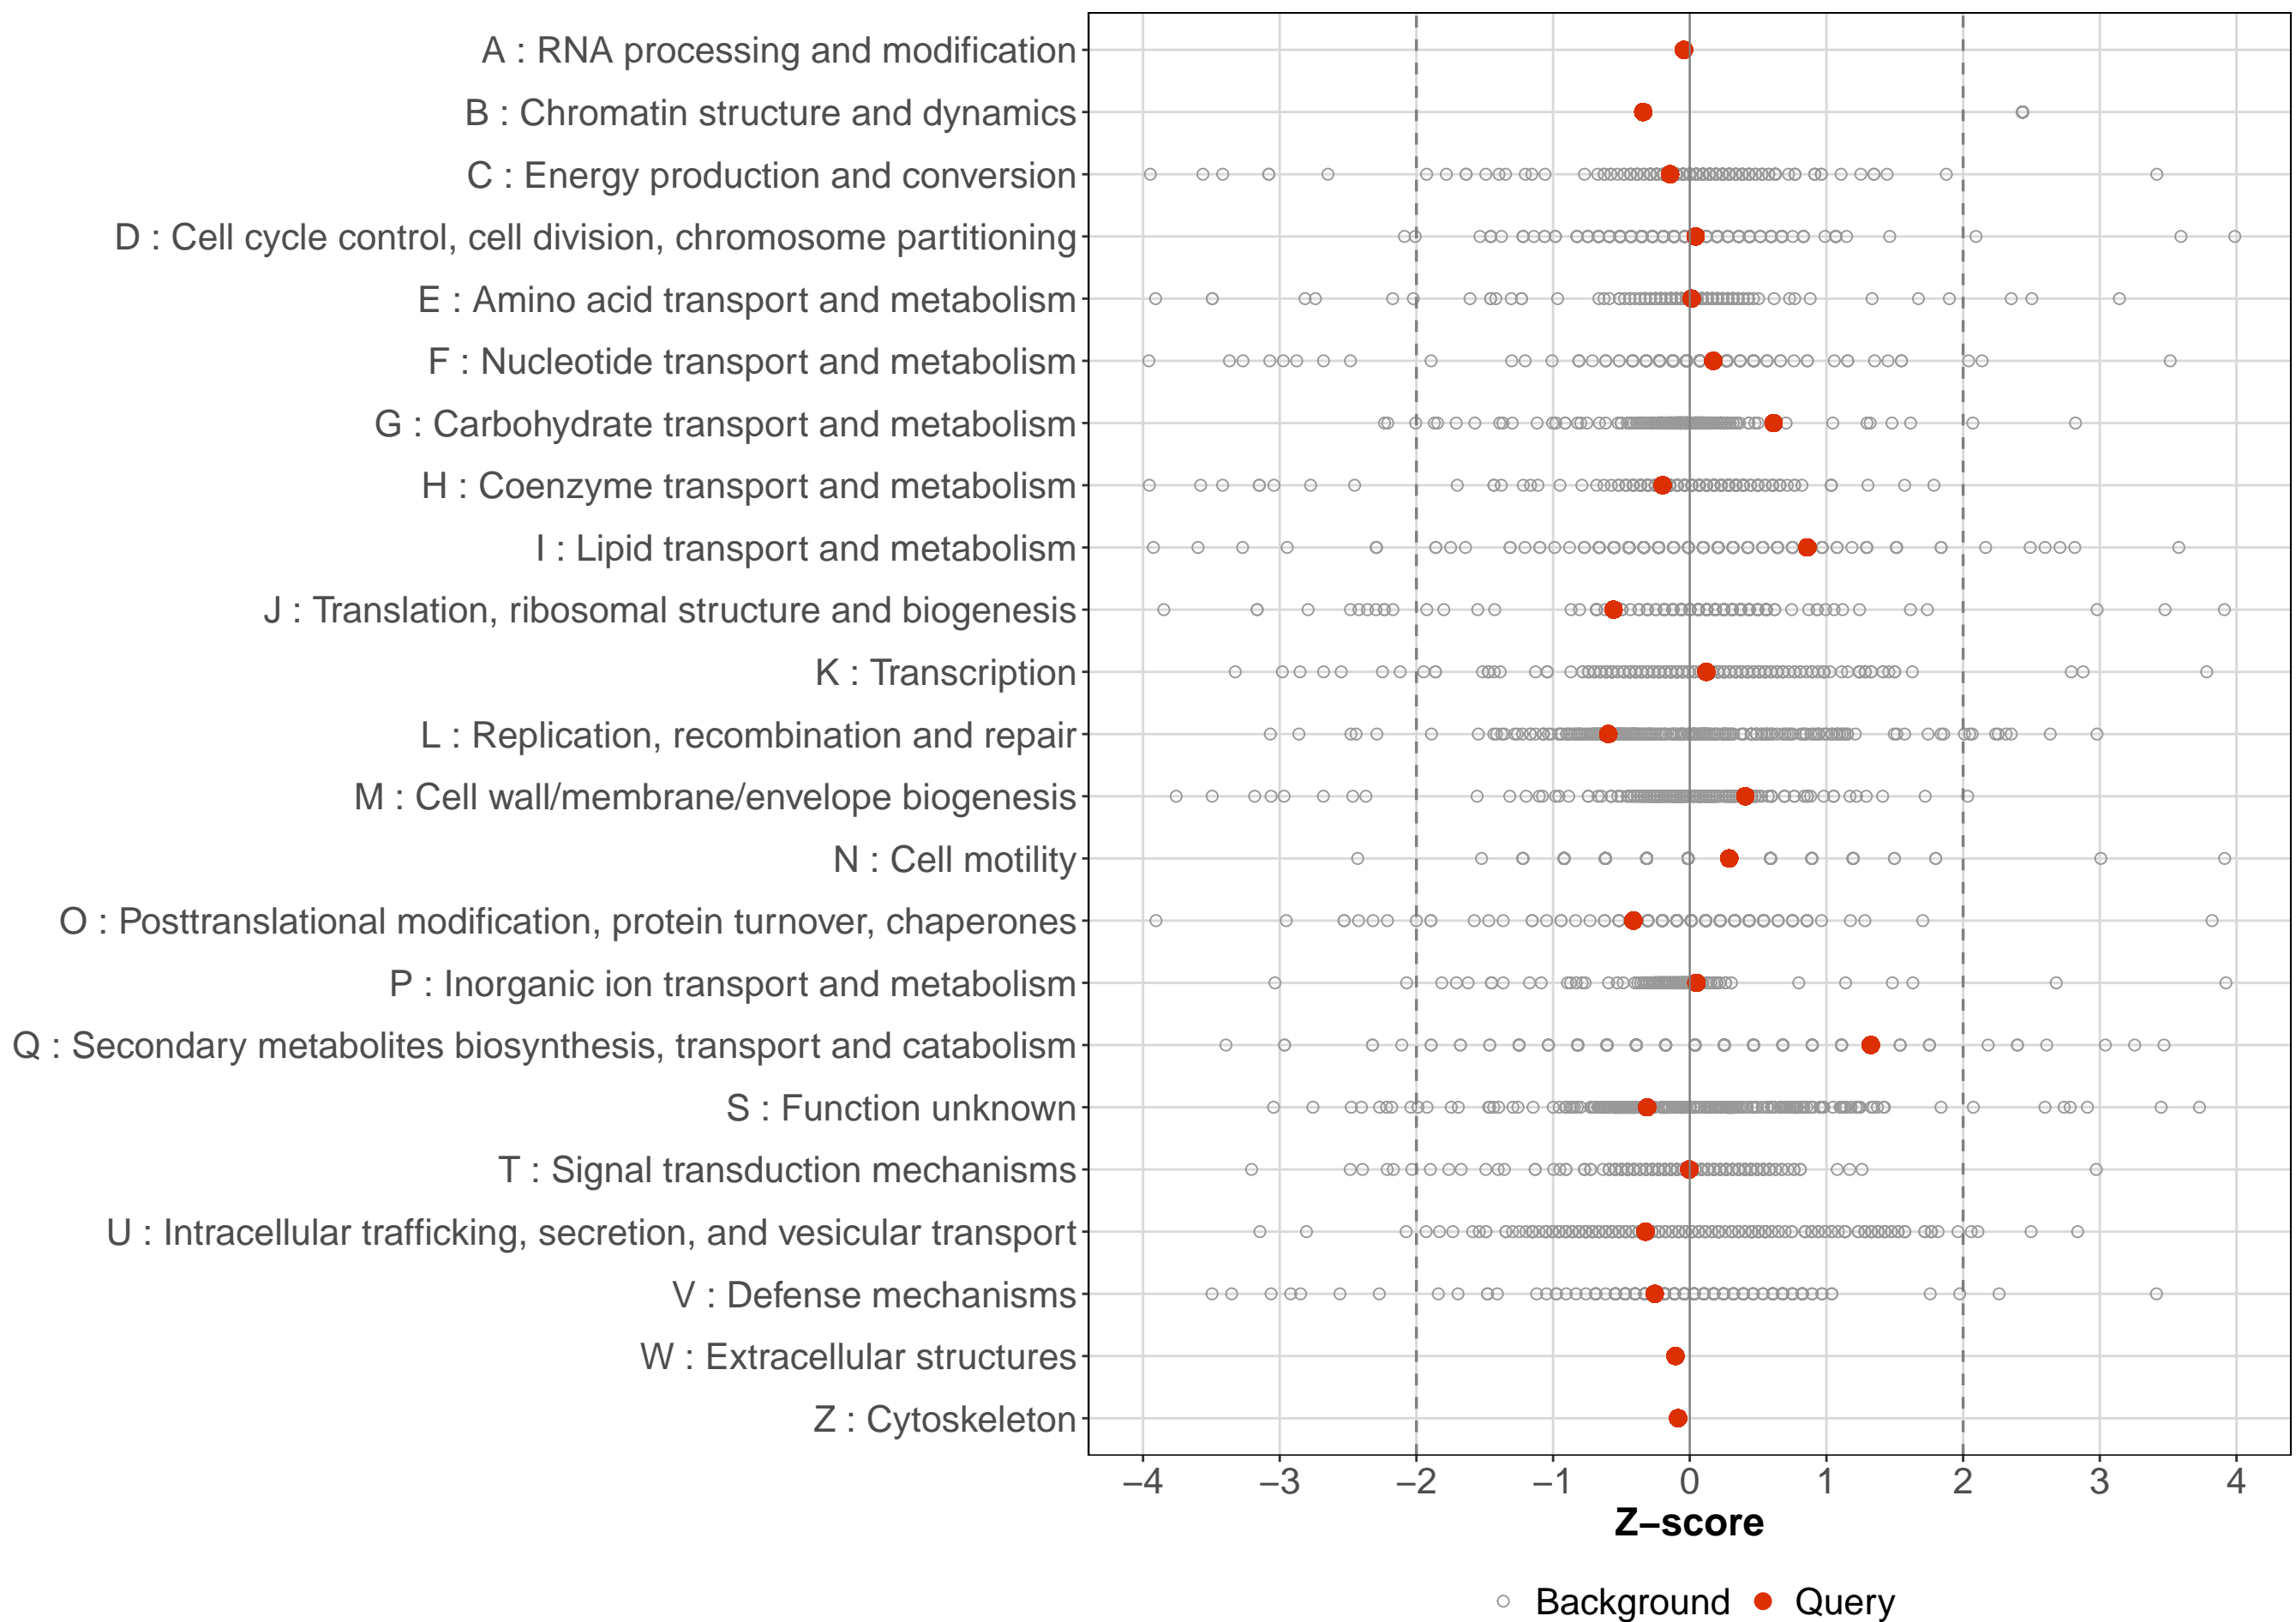 A : RNA processing and modification
B : Chromatin structure and dynamics
C : Energy production and conversion
D : Cell cycle control, cell division, chromosome partitioning
E : Amino acid transport and metabolism
F : Nucleotide transport and metabolism
G : Carbohydrate transport and metabolism
H : Coenzyme transport and metabolism
I : Lipid transport and metabolism
J : Translation, ribosomal structure and biogenesis
K : Transcription
L : Replication, recombination and repair
M : Cell wall/membrane/envelope biogenesis
N : Cell motility
O : Posttranslational modification, protein turnover, chaperones
P : Inorganic ion transport and metabolism
Q : Secondary metabolites biosynthesis, transport and catabolism
S : Function unknown
T : Signal transduction mechanisms
U : Intracellular trafficking, secretion, and vesicular transport
V : Defense mechanisms
W : Extracellular structures
Z : Cytoskeleton
−4 −3 −2 −1 0 1 2 3 4
Z−score
Background Query